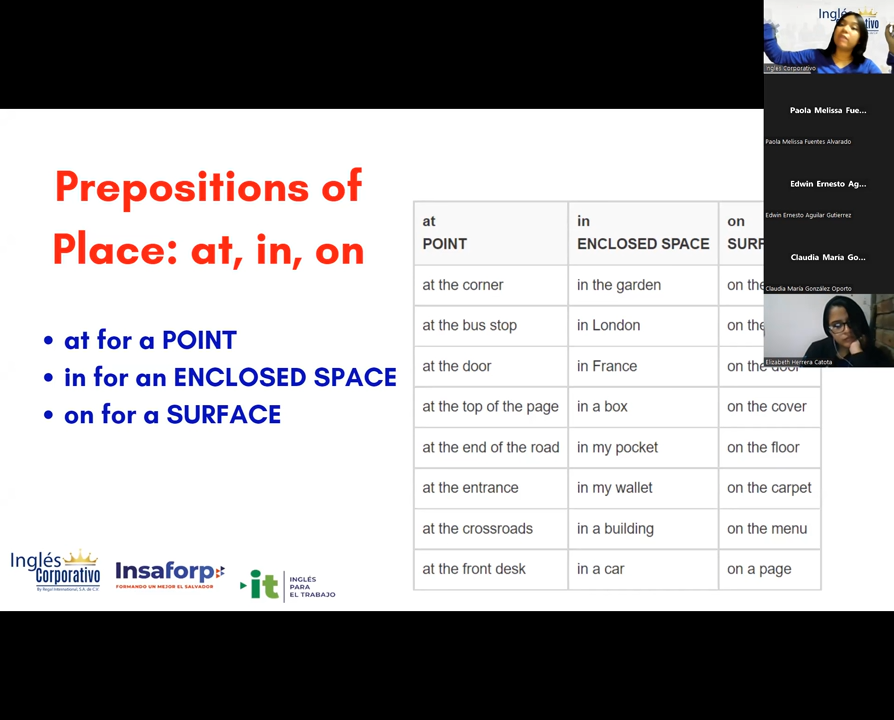 Prepositions of
Place: at, in, on
• at for a POINT
• in for an ENCLOSED SPACE
• on for a SURFACE
at in on
POINT ENCLOSED SPACE
at the corner in the garden on the
at the bus stop in London on the
at the door in France on the door
at the top of the page in a box on the cover
at the end of the road in my pocket on the floor
at the entrance in my wallet on the carpet
at the crossroads in a building on the menu
at the front desk in a car on a page
Inglés
Corporativo
By Regal International, S.A. de C.V.
Insaforp
FORMANDO UN MEJOR EL SALVADOR
it
INGLÉS
PARA
EL TRABAJO
Inglés Corporativo
Paola Melissa Fue...
Paola Melissa Fuentes Alvarado
Edwin Ernesto Ag...
Edwin Ernesto Aguilar Gutierrez
Claudia Maria Go...
Claudia María González Oporto
Elizabeth Herrera Catota